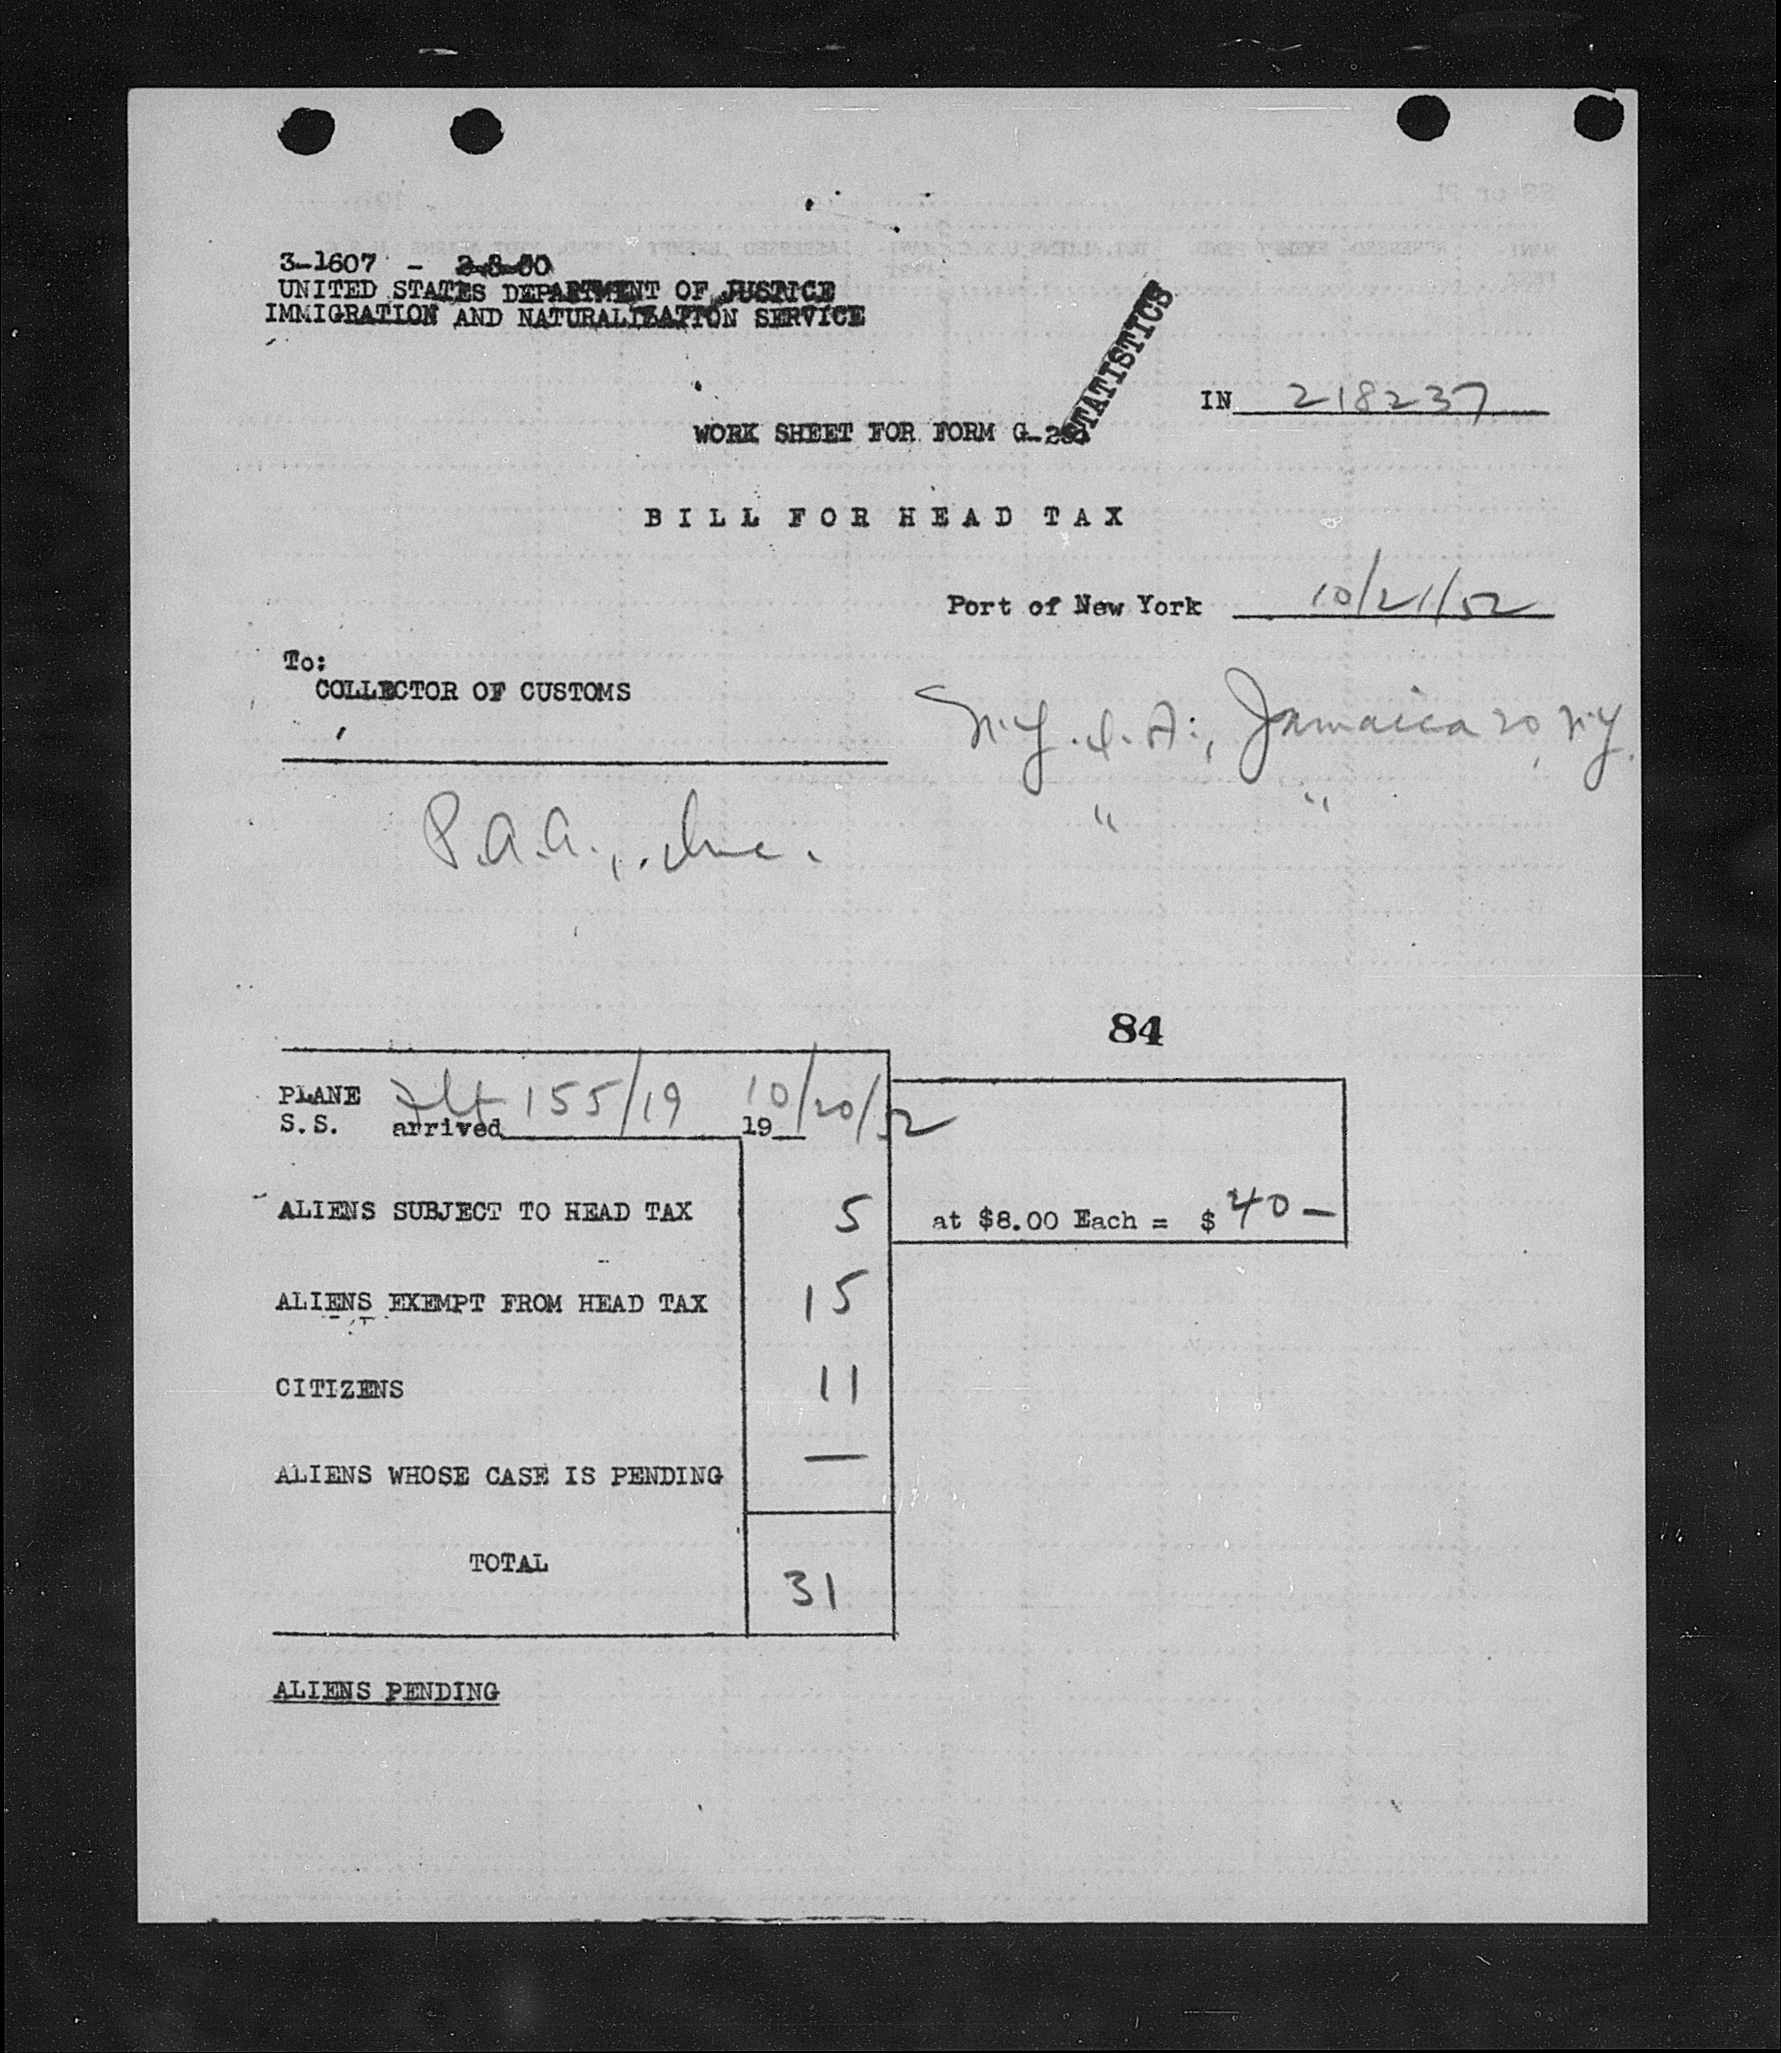 3-1607 - 2-8-50
UNITED STATES DEPARTMENT OF JUSTICE
IMMIGRATION AND NATURALIZATION SERVICE
STATISTICS
IN 218237
WORK SHEET FOR FORM G-
BILL FOR HEAD TAX
Port of New York 10/21/52
To:
COLLECTOR OF CUSTOMS
N.Y.I.A., Jamaica 20, N.Y.
" "
P.A.A., Inc.
84
PLANE Flt 155/19 10/20/52
S.S. arrived 19
ALIENS SUBJECT TO HEAD TAX 5 at $8.00 Each = $ 40 —
ALIENS EXEMPT FROM HEAD TAX 15
CITIZENS 11
ALIENS WHOSE CASE IS PENDING —
TOTAL 31
ALIENS PENDING